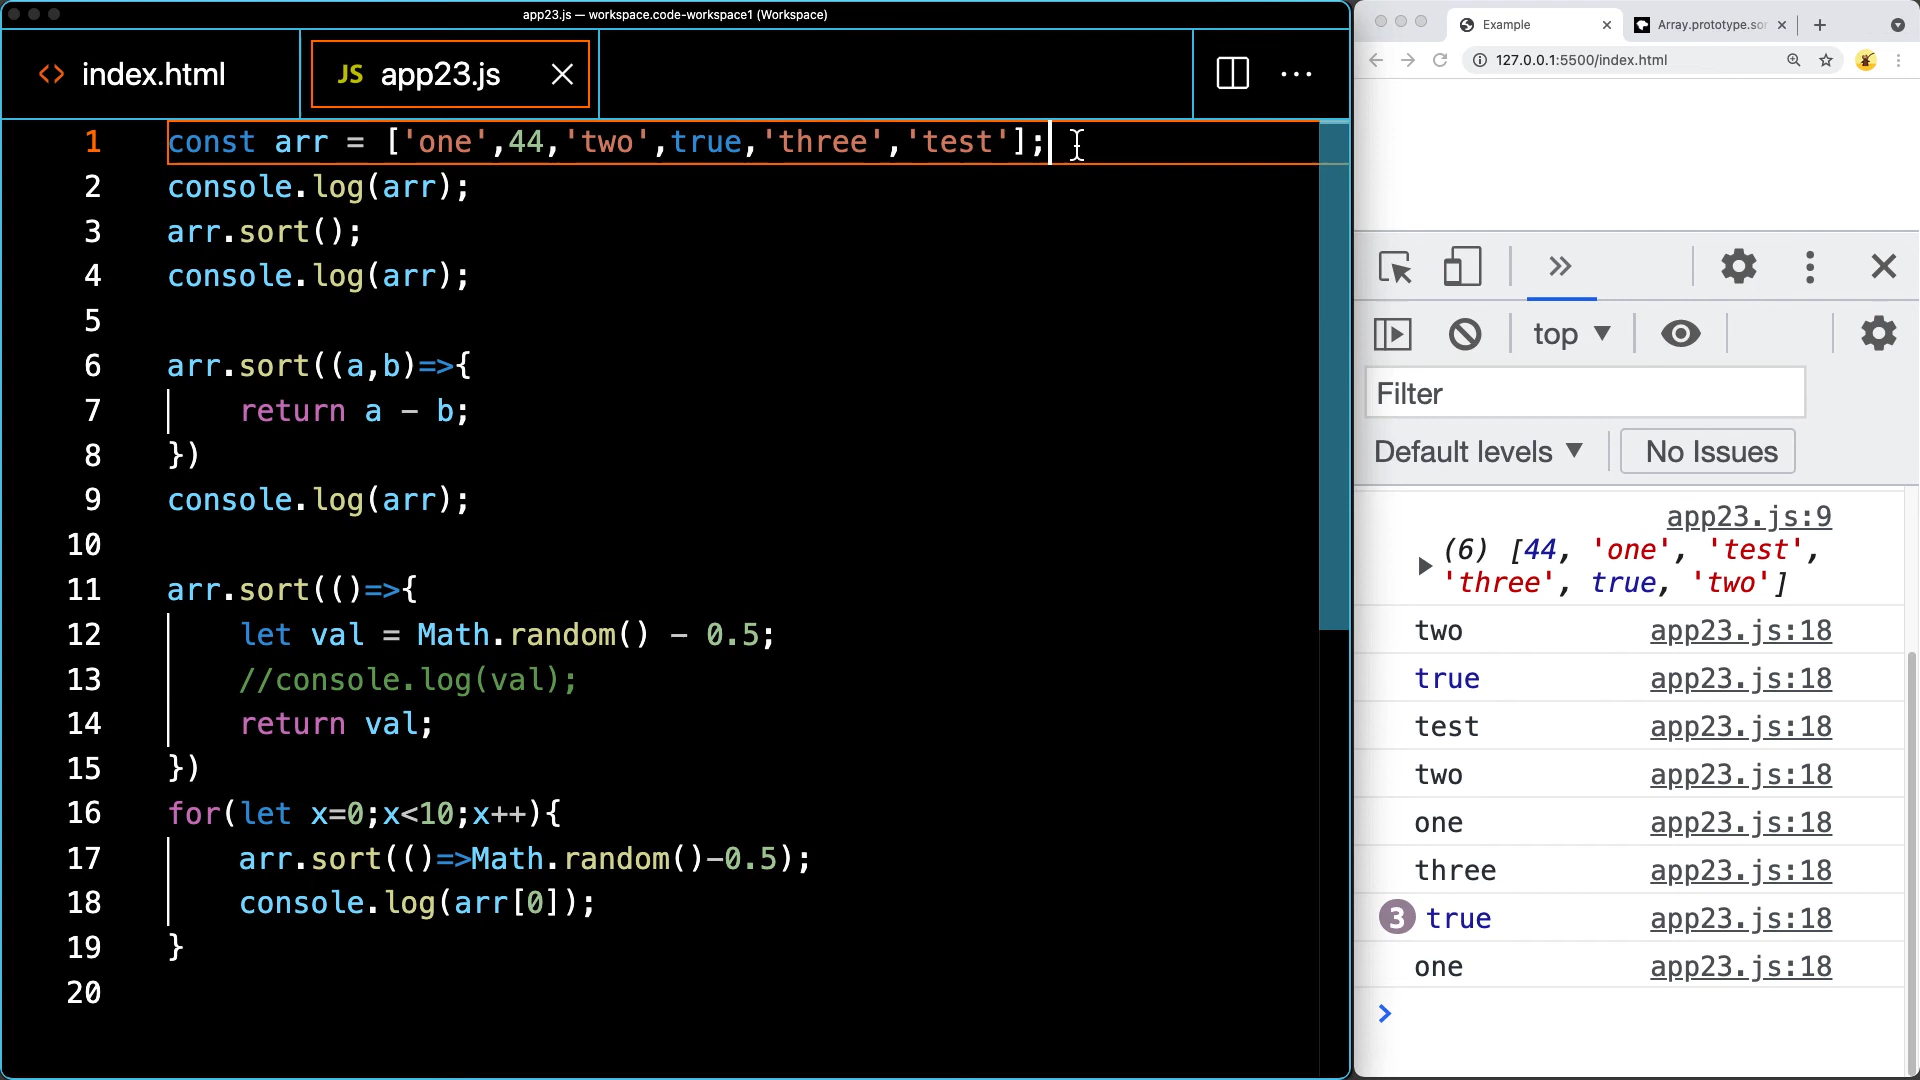 app23.js — workspace.code-workspace1 (Workspace)
<> index.html
JS app23.js
1 const arr = ['one',44,'two',true,'three','test'];
2 console.log(arr);
3 arr.sort();
4 console.log(arr);
5
6 arr.sort((a,b)=>{
7 return a - b;
8 })
9 console.log(arr);
10
11 arr.sort(()=>{
12 let val = Math.random() - 0.5;
13 //console.log(val);
14 return val;
15 })
16 for(let x=0;x<10;x++){
17 arr.sort(()=>Math.random()-0.5);
18 console.log(arr[0]);
19 }
20
Example
Array.prototype.sor
127.0.0.1:5500/index.html
top
Filter
Default levels
No Issues
app23.js:9
(6) [44, 'one', 'test',
'three', true, 'two']
two app23.js:18
true app23.js:18
test app23.js:18
two app23.js:18
one app23.js:18
three app23.js:18
3 true app23.js:18
one app23.js:18